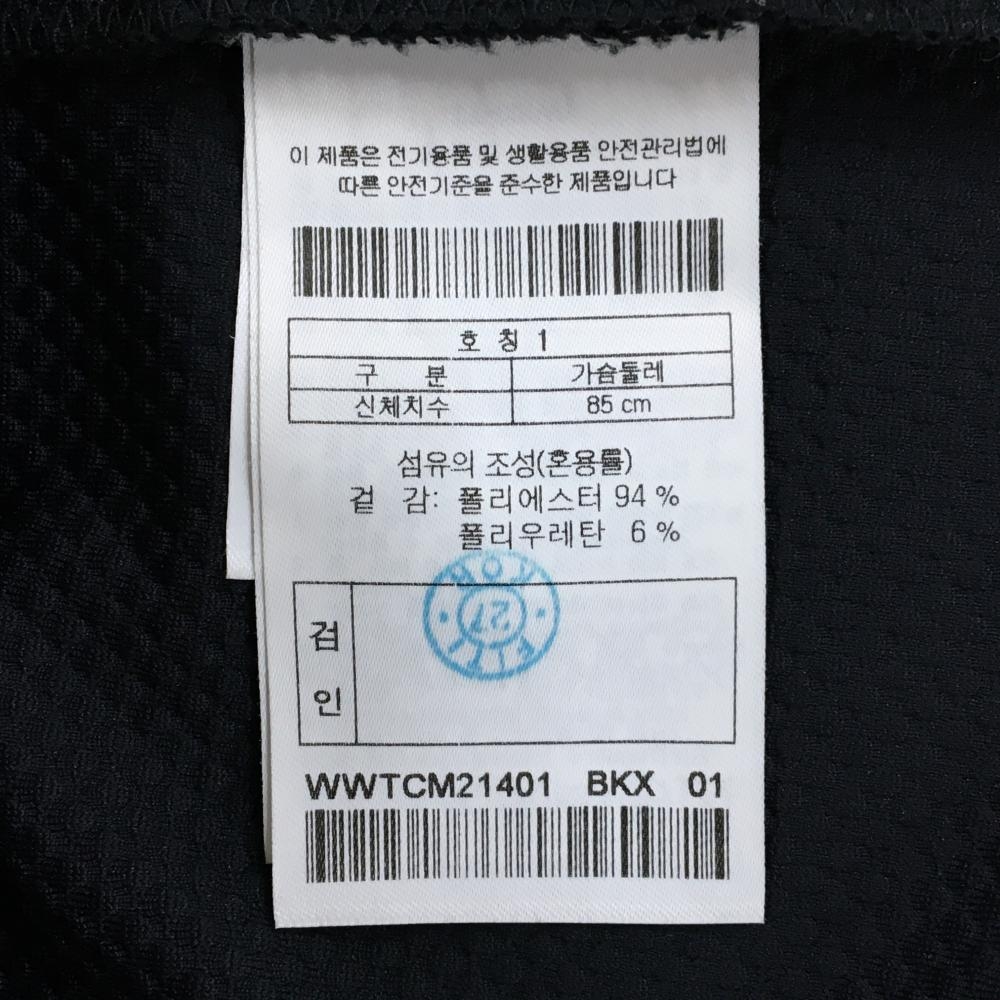 이 제품은 전기용품 및 생활용품 안전관리법에
따른 안전기준을 준수한 제품입니다
호 칭 1
구 분 가슴둘레
신체치수 85 cm
섬유의 조성(혼용률)
겉 감: 폴리에스터 94 %
폴리우레탄 6 %
KOR
27
FITI
검
인
WWTCM21401 BKX 01